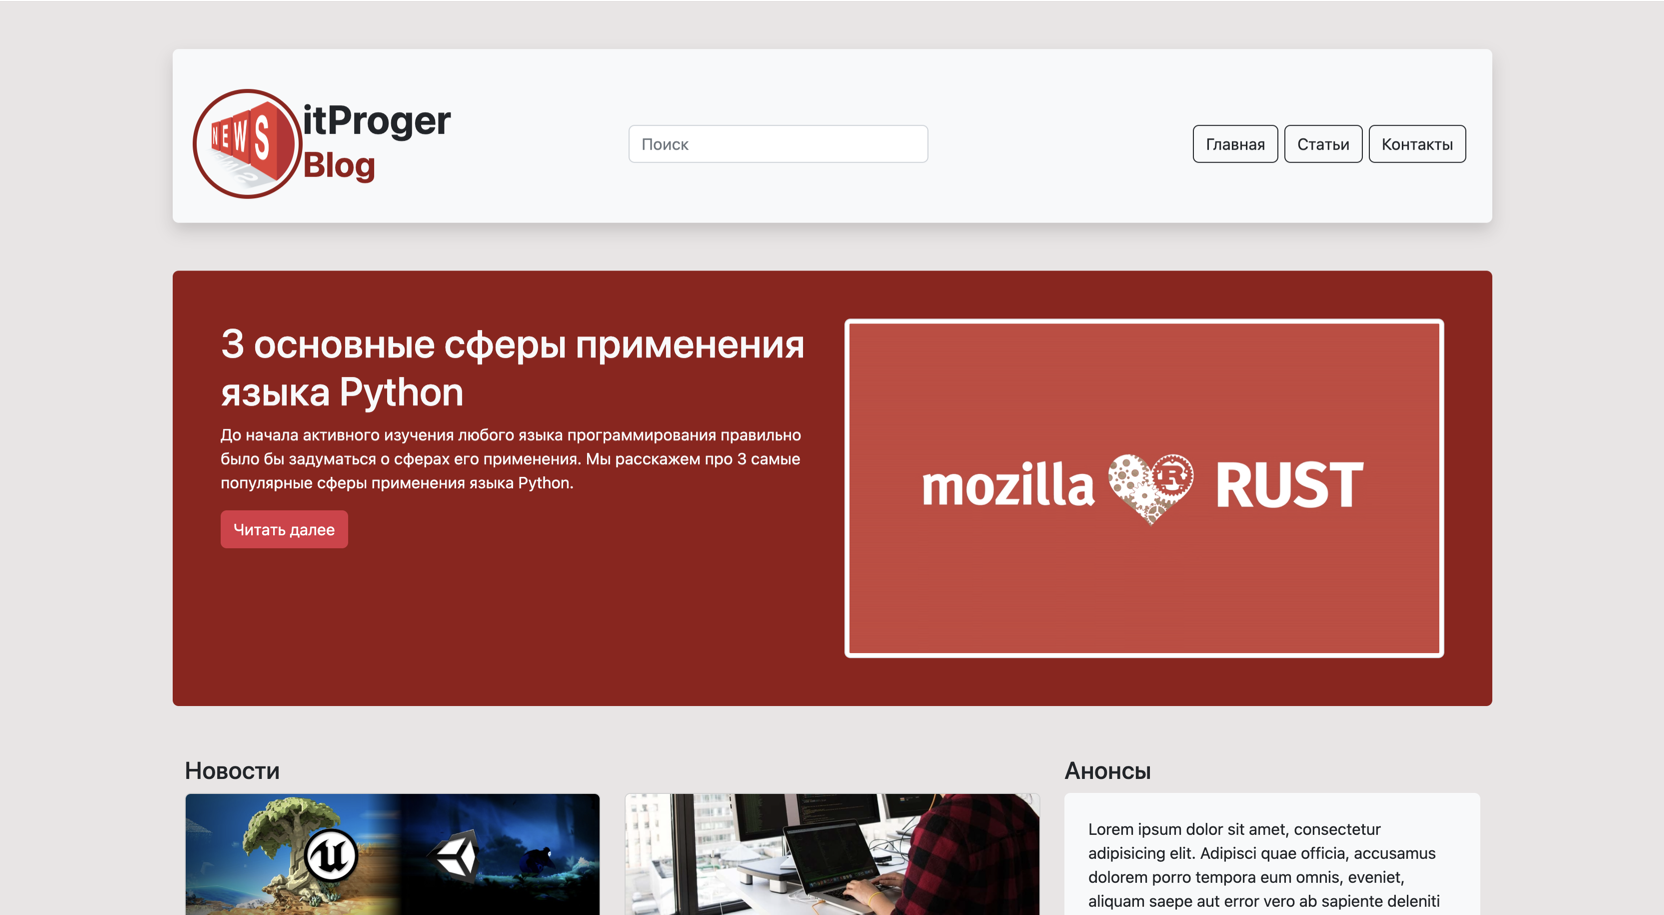 NEWS
itProger
Blog
Поиск
Главная
Статьи
Контакты
3 основные сферы применения
языка Python
До начала активного изучения любого языка программирования правильно
было бы задуматься о сферах его применения. Мы расскажем про 3 самые
популярные сферы применения языка Python.
Читать далее
mozilla R RUST
Новости
Анонсы
Lorem ipsum dolor sit amet, consectetur
adipisicing elit. Adipisci quae officia, accusamus
dolorem porro tempora eum omnis, eveniet,
aliquam saepe aut error vero ab sapiente deleniti